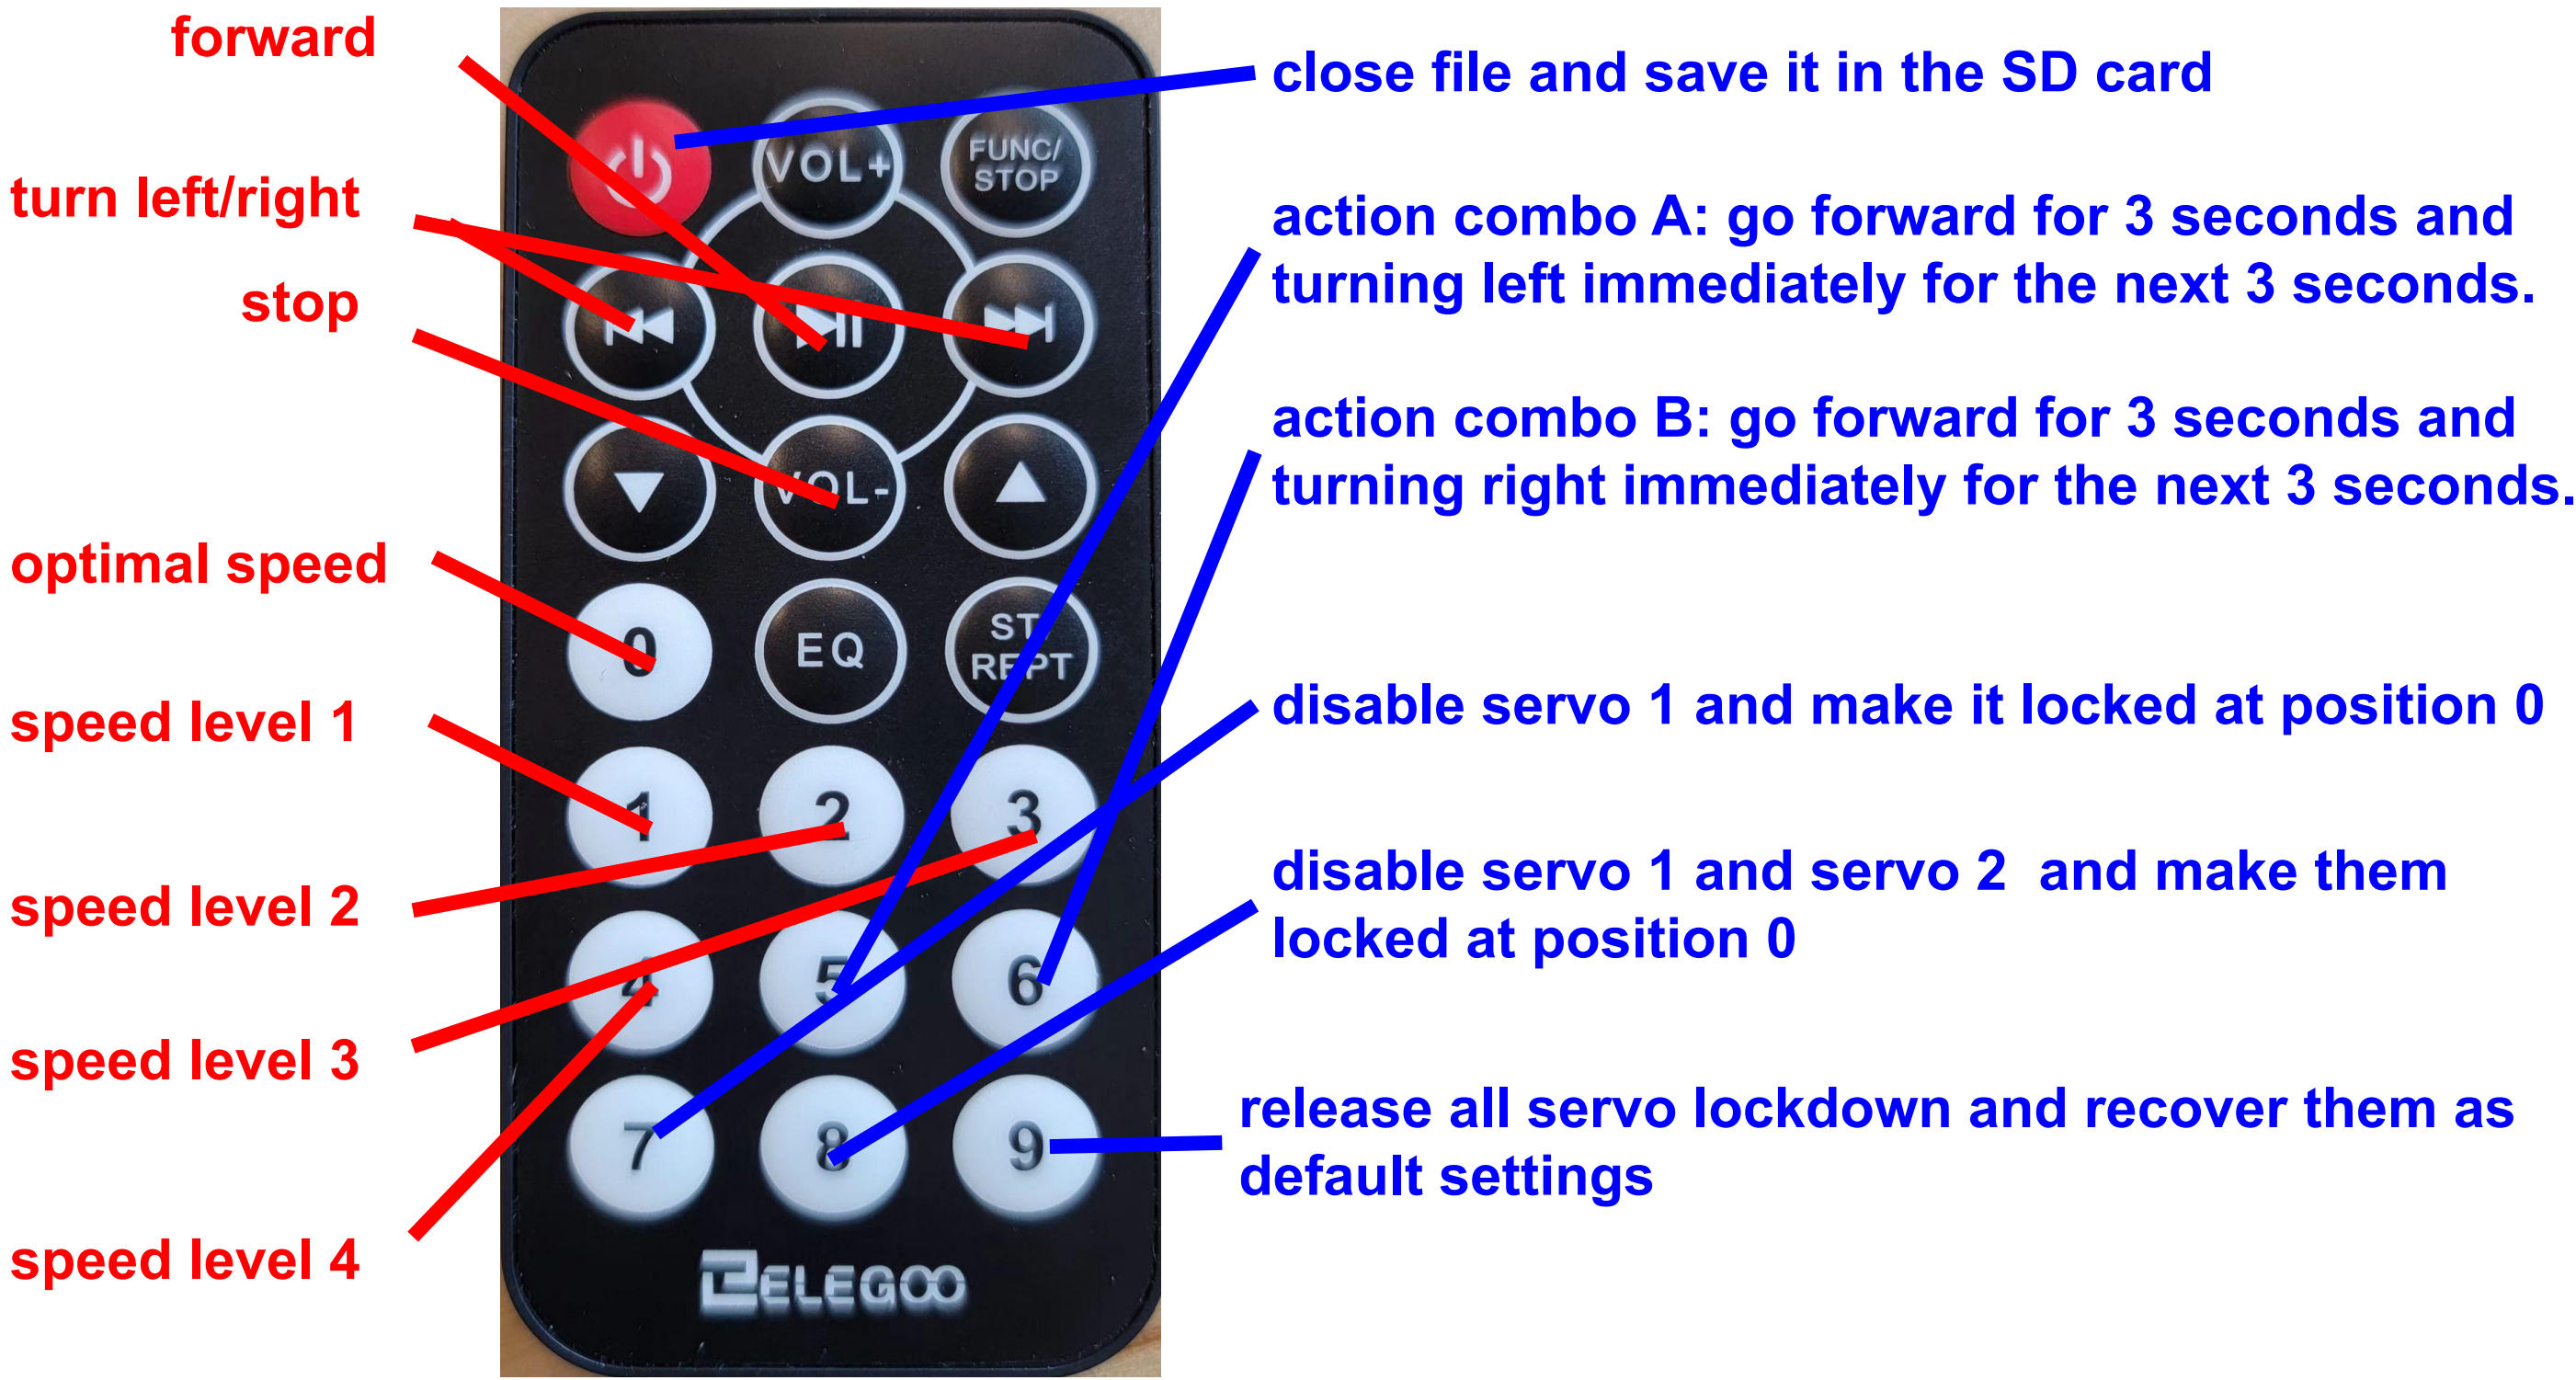 forward
turn left/right
stop
optimal speed
speed level 1
speed level 2
speed level 3
speed level 4
VOL+
FUNC/
STOP
VOL-
0
EQ
ST/
REPT
1
2
3
4
5
6
7
8
9
ELEGOO
close file and save it in the SD card
action combo A: go forward for 3 seconds and
turning left immediately for the next 3 seconds.
action combo B: go forward for 3 seconds and
turning right immediately for the next 3 seconds.
disable servo 1 and make it locked at position 0
disable servo 1 and servo 2  and make them
locked at position 0
release all servo lockdown and recover them as
default settings